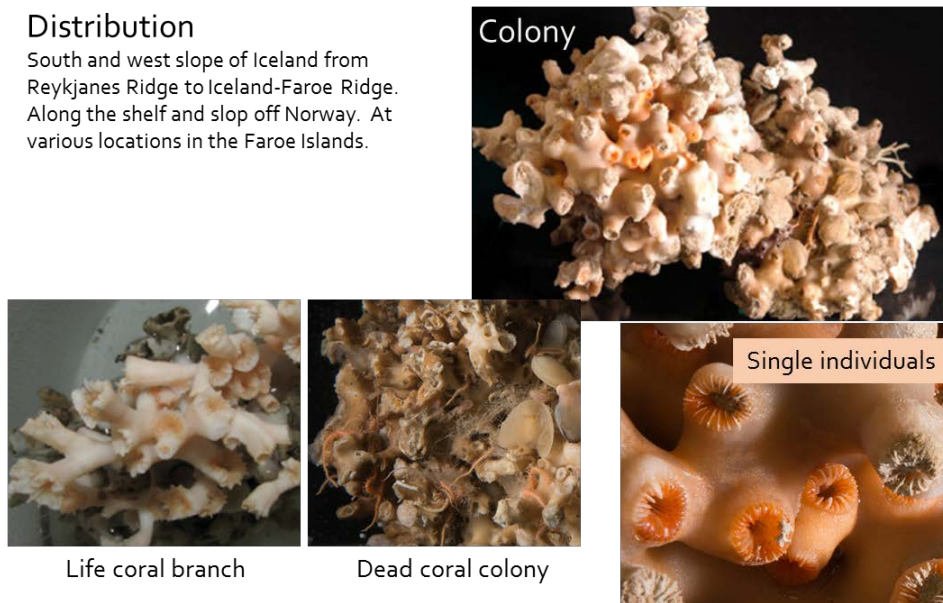 Distribution
South and west slope of Iceland from
Reykjanes Ridge to Iceland-Faroe Ridge.
Along the shelf and slop off Norway. At
various locations in the Faroe Islands.
Colony
Single individuals
Life coral branch
Dead coral colony